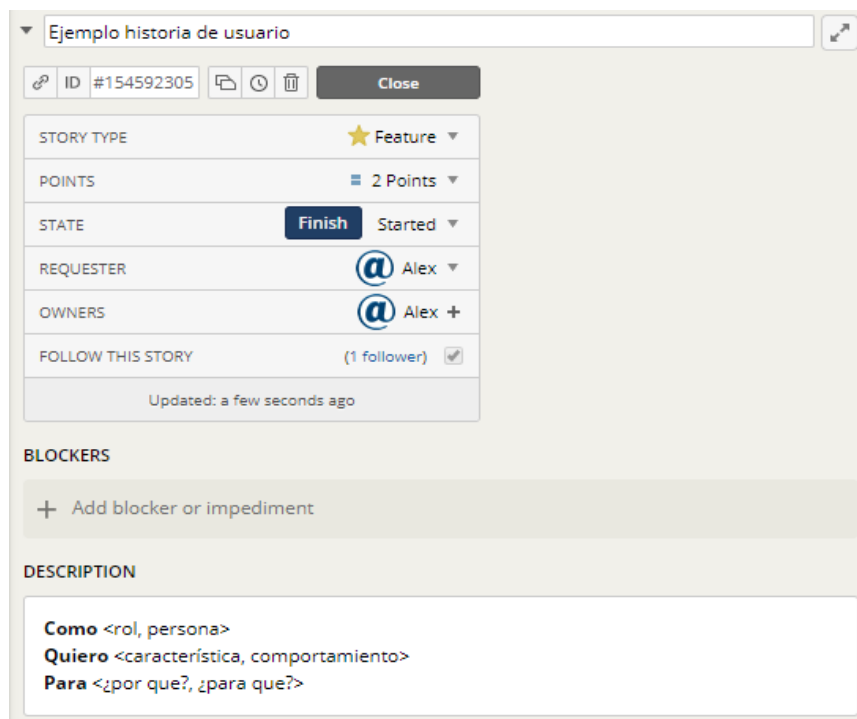 Ejemplo historia de usuario
ID #154592305 Close
STORY TYPE Feature
POINTS 2 Points
STATE Finish Started
REQUESTER @ Alex
OWNERS @ Alex +
FOLLOW THIS STORY (1 follower)
Updated: a few seconds ago
BLOCKERS
+ Add blocker or impediment
DESCRIPTION
Como <rol, persona>
Quiero <característica, comportamiento>
Para <¿por que?, ¿para que?>